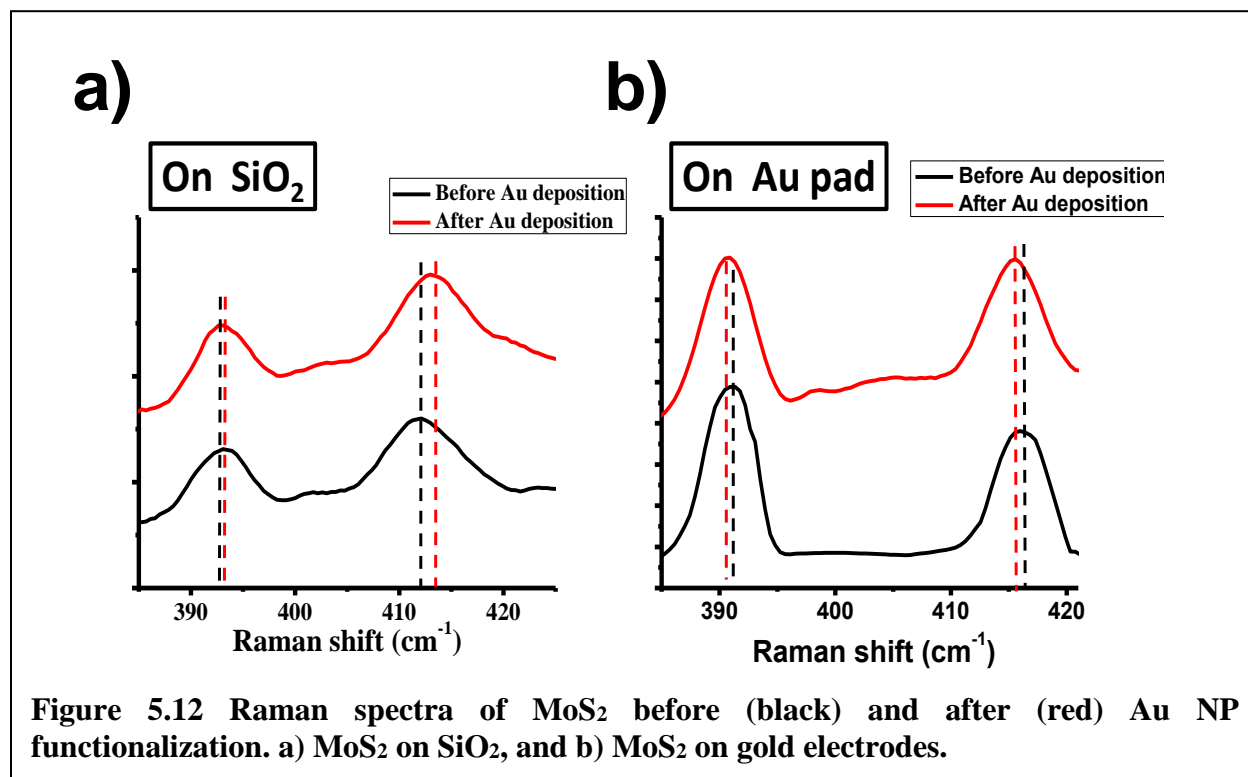 a)
On SiO₂
Before Au deposition
After Au deposition
390
400
410
420
Raman shift (cm⁻¹)
b)
On Au pad
Before Au deposition
After Au deposition
390
400
410
420
Raman shift (cm⁻¹)
Figure 5.12 Raman spectra of MoS₂ before (black) and after (red) Au NP
functionalization. a) MoS₂ on SiO₂, and b) MoS₂ on gold electrodes.